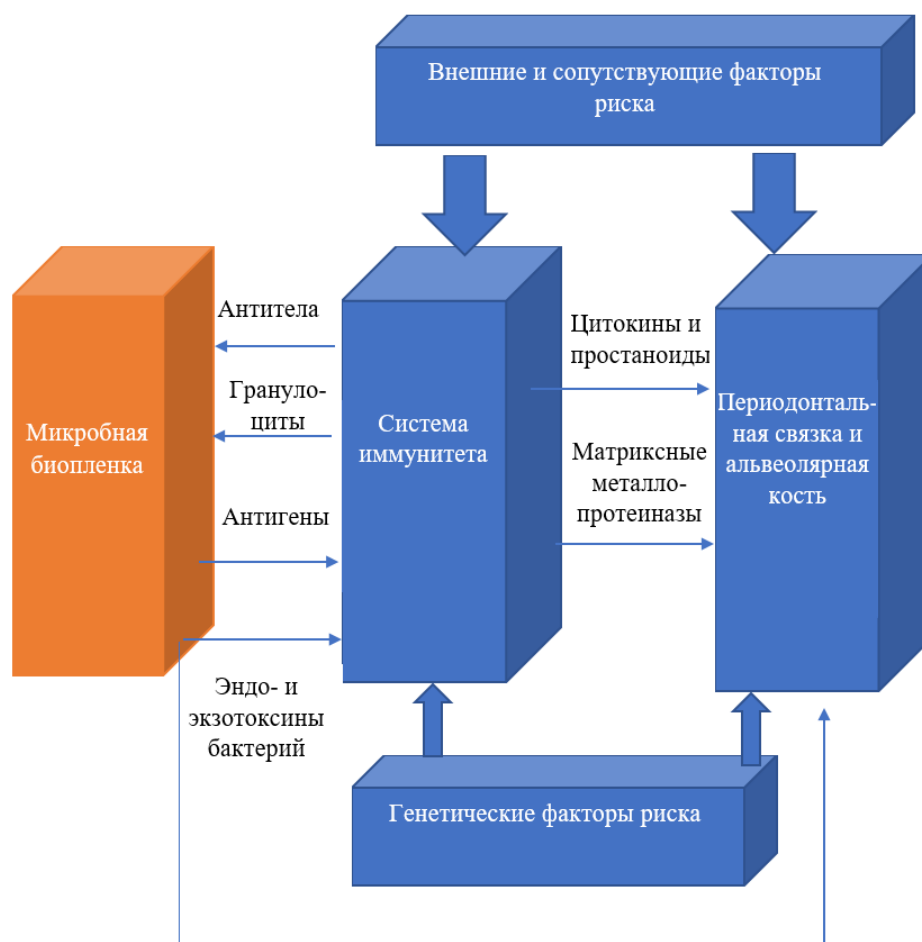 Внешние и сопутствующие факторы
риска
Антитела
Грануло-
циты
Антигены
Эндо- и
экзотоксины
бактерий
Микробная
биопленка
Система
иммунитета
Цитокины и
простаноиды
Матриксные
металло-
протеиназы
Периодонталь-
ная связка и
альвеолярная
кость
Генетические факторы риска